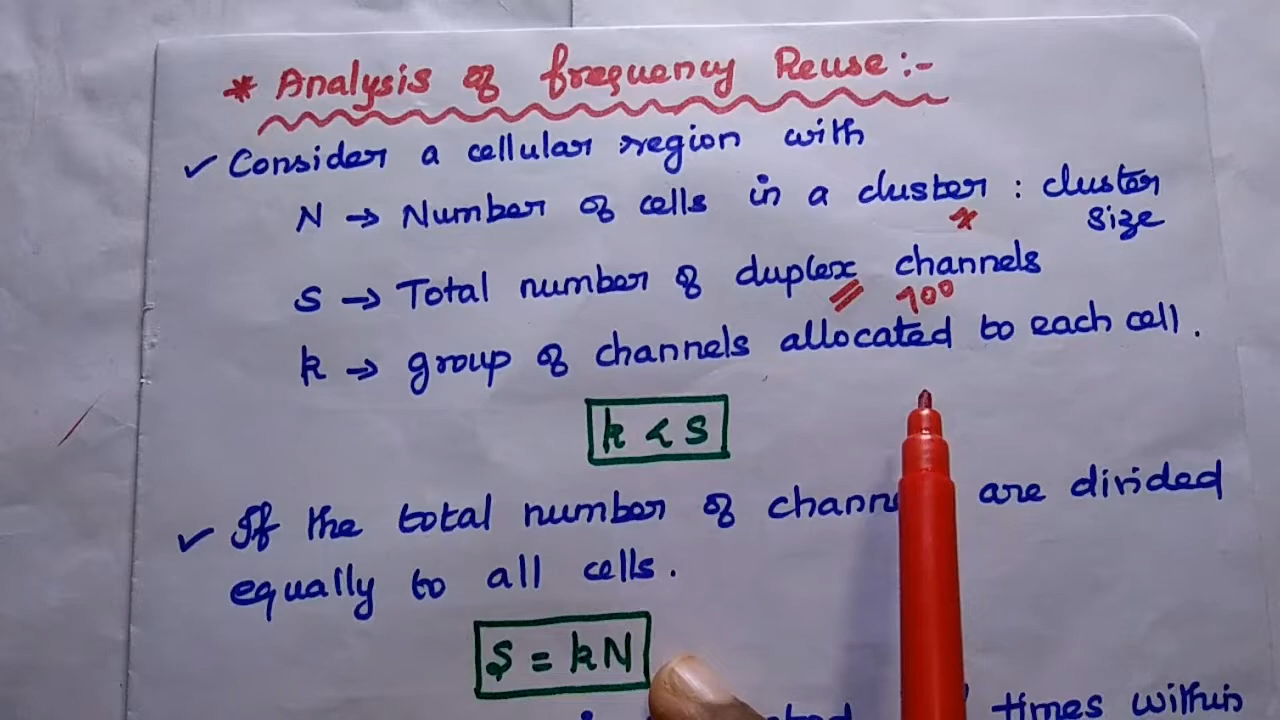 * Analysis of frequency Reuse:-
✓ Consider a cellular region with
N → Number of cells in a cluster : cluster size
*
S → Total number of duplex channels
700
k → group of channels allocated to each cell.
k < S
✓ If the total number of are divided
equally to all cells.
S = kN
times within